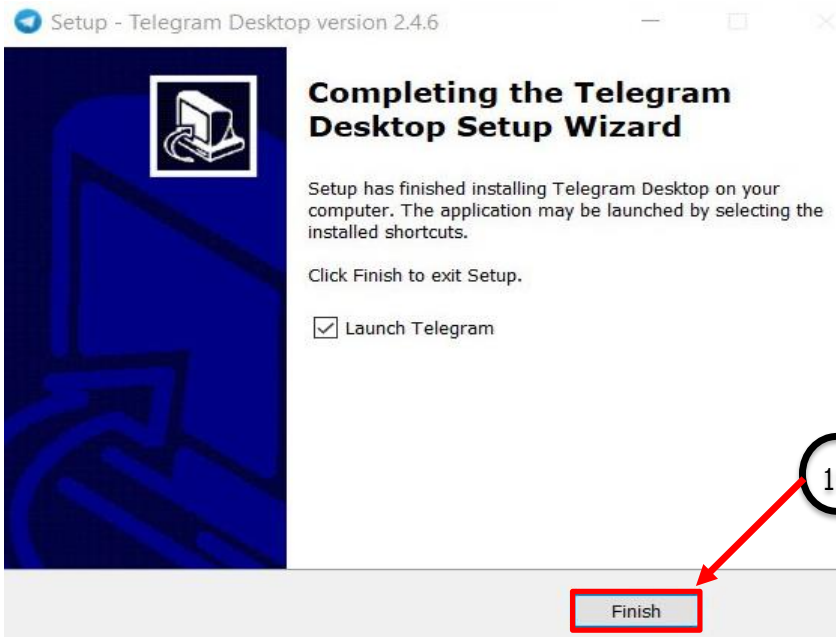 Setup - Telegram Desktop version 2.4.6
Completing the Telegram
Desktop Setup Wizard
Setup has finished installing Telegram Desktop on your
computer. The application may be launched by selecting the
installed shortcuts.
Click Finish to exit Setup.
Launch Telegram
1
Finish